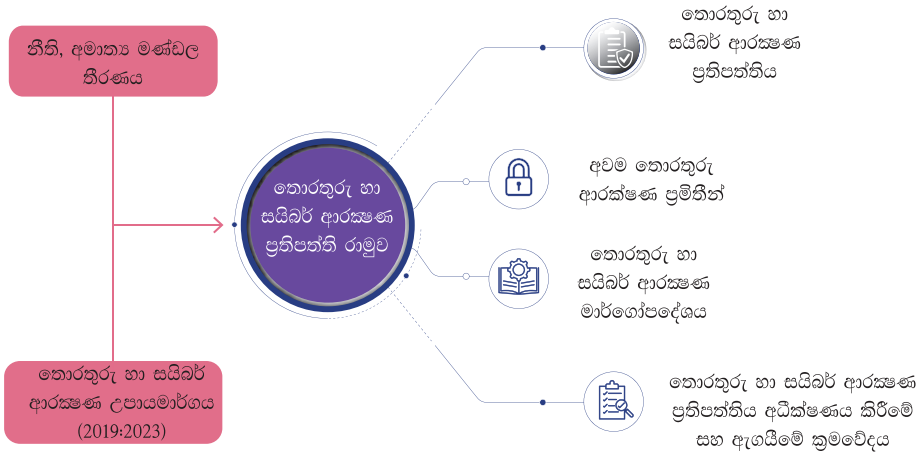 නීති, අමාත්‍ය මණ්ඩල
තීරණය
තොරතුරු හා සයිබර්
ආරක්‍ෂණ උපායමාර්ගය
(2019:2023)
තොරතුරු හා
සයිබර් ආරක්‍ෂණ
ප්‍රතිපත්ති රාමුව
තොරතුරු හා
සයිබර් ආරක්‍ෂණ
ප්‍රතිපත්තිය
අවම තොරතුරු
ආරක්ෂණ ප්‍රමිතීන්
තොරතුරු හා
සයිබර් ආරක්‍ෂණ
මාර්ගෝපදේශය
තොරතුරු හා සයිබර් ආරක්‍ෂණ
ප්‍රතිපත්තිය අධීක්ෂණය කිරීමේ
සහ ඇගයීමේ ක්‍රමවේදය